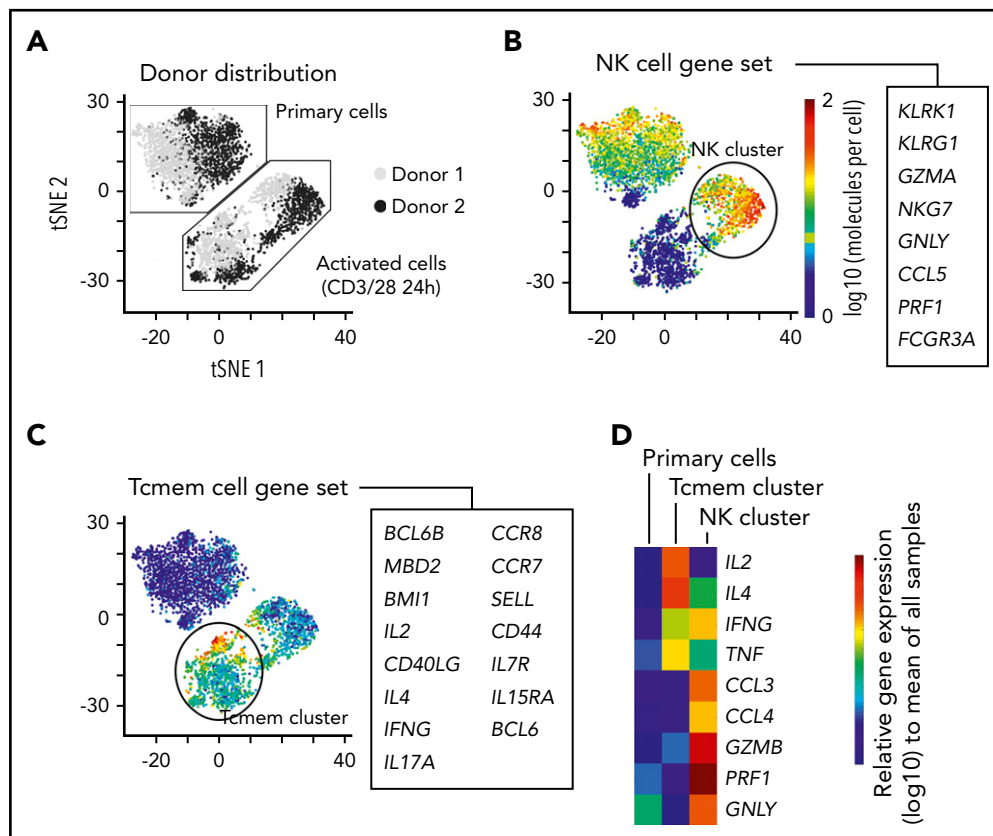 A
Donor distribution
Primary cells
30
0
-30
tSNE 2
Donor 1
Donor 2
Activated cells
(CD3/28 24h)
-20 0 40
tSNE 1
B
NK cell gene set
30
0
-30
NK cluster
-20 0 40
2
0
log10 (molecules per cell)
KLRK1
KLRG1
GZMA
NKG7
GNLY
CCL5
PRF1
FCGR3A
C
Tcmem cell gene set
30
0
-30
Tcmem cluster
-20 0 40
BCL6B CCR8
MBD2 CCR7
BMI1 SELL
IL2 CD44
CD40LG IL7R
IL4 IL15RA
IFNG BCL6
IL17A
D
Primary cells
Tcmem cluster
NK cluster
IL2
IL4
IFNG
TNF
CCL3
CCL4
GZMB
PRF1
GNLY
Relative gene expression
(log10) to mean of all samples